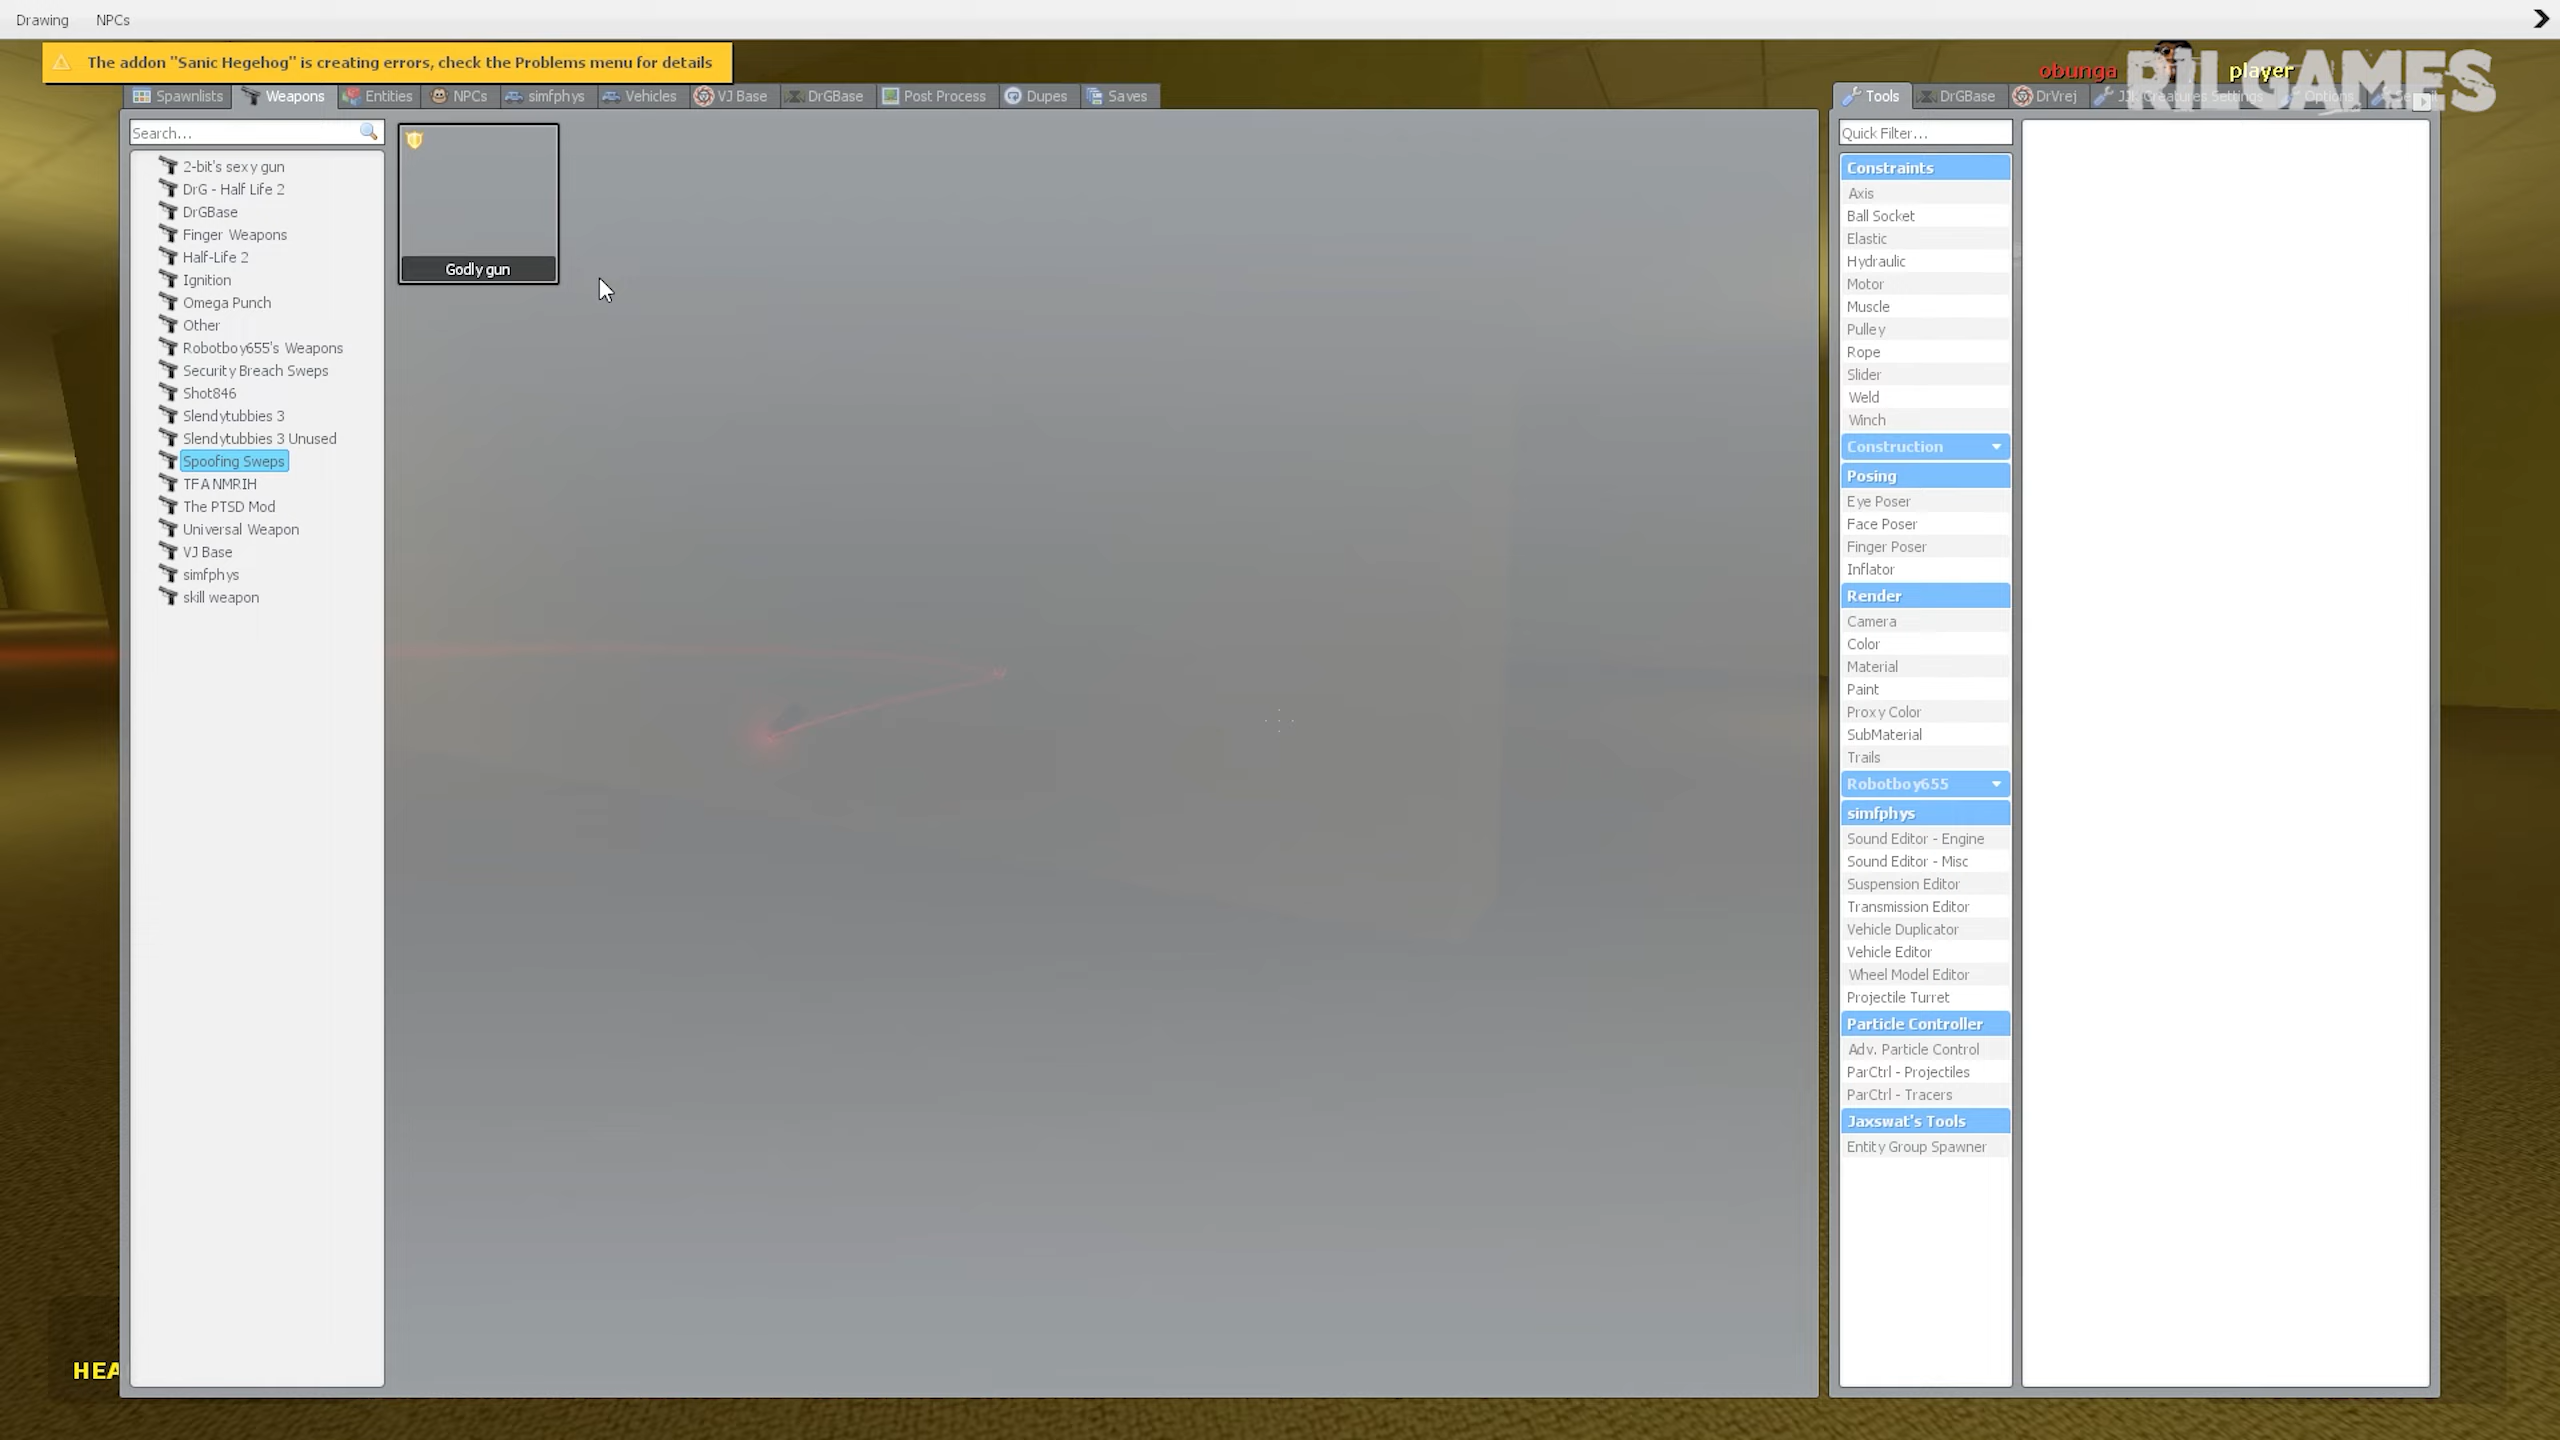 Drawing NPCs
The addon "Sanic Hegehog" is creating errors, check the Problems menu for details
obunga player
RILGAMES
Spawnlists Weapons Entities NPCs simfphys Vehicles VJ Base DrGBase Post Process Dupes Saves
Search...
2-bit's sexy gun
DrG - Half Life 2
DrGBase
Finger Weapons
Half-Life 2
Ignition
Omega Punch
Other
Robotboy655's Weapons
Security Breach Sweps
Shot846
Slendytubbies 3
Slendytubbies 3 Unused
Spoofing Sweps
TFA NMRIH
The PTSD Mod
Universal Weapon
VJ Base
simfphys
skill weapon
Godly gun
HEA
Tools DrGBase DrVrej Creatures Settings Options
Quick Filter...
Constraints
Axis
Ball Socket
Elastic
Hydraulic
Motor
Muscle
Pulley
Rope
Slider
Weld
Winch
Construction
Posing
Eye Poser
Face Poser
Finger Poser
Inflator
Render
Camera
Color
Material
Paint
Proxy Color
SubMaterial
Trails
Robotboy655
simfphys
Sound Editor - Engine
Sound Editor - Misc
Suspension Editor
Transmission Editor
Vehicle Duplicator
Vehicle Editor
Wheel Model Editor
Projectile Turret
Particle Controller
Adv. Particle Control
ParCtrl - Projectiles
ParCtrl - Tracers
Jaxswat's Tools
Entity Group Spawner